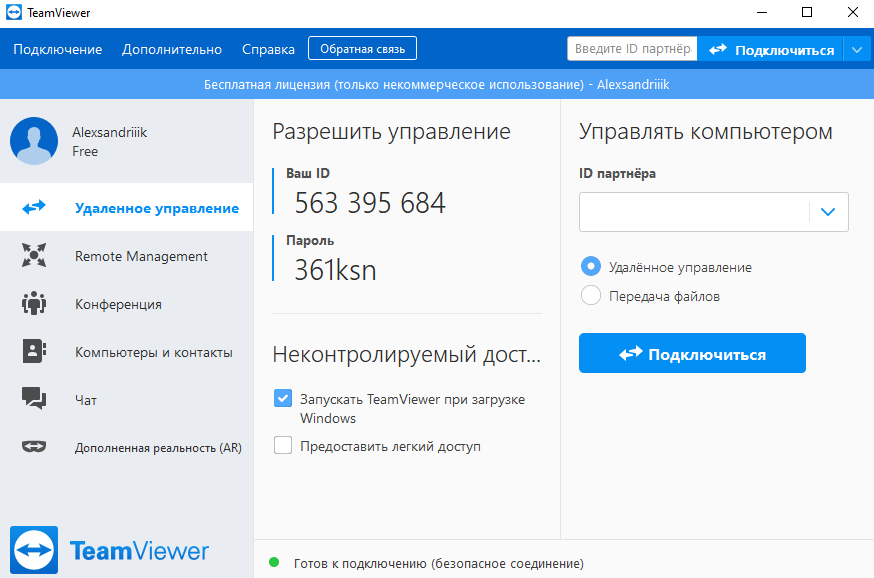 TeamViewer
Подключение Дополнительно Справка Обратная связь Введите ID партнёр Подключиться
Бесплатная лицензия (только некоммерческое использование) - Alexsandriiik
Alexsandriiik
Free
Удаленное управление
Remote Management
Конференция
Компьютеры и контакты
Чат
Дополненная реальность (AR)
TeamViewer
Разрешить управление
Ваш ID
563 395 684
Пароль
361ksn
Неконтролируемый дост...
Запускать TeamViewer при загрузке
Windows
Предоставить легкий доступ
Управлять компьютером
ID партнёра
Удалённое управление
Передача файлов
Подключиться
Готов к подключению (безопасное соединение)